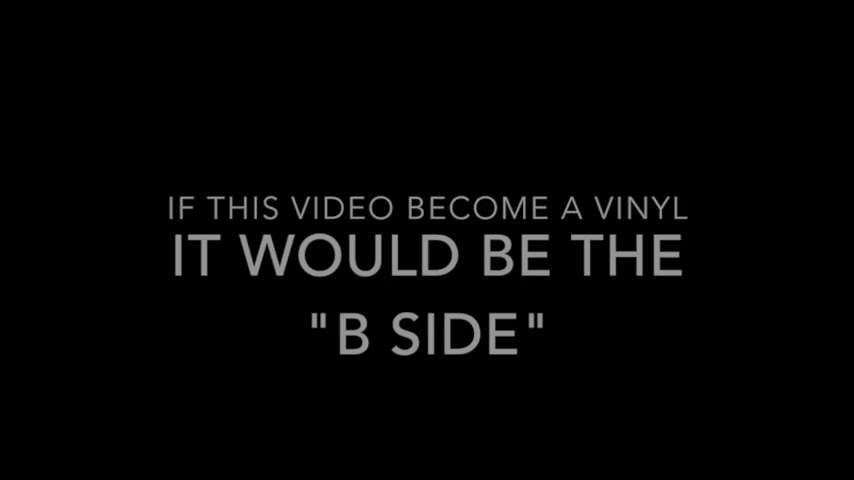 IF THIS VIDEO BECOME A VINYL
IT WOULD BE THE
"B SIDE"